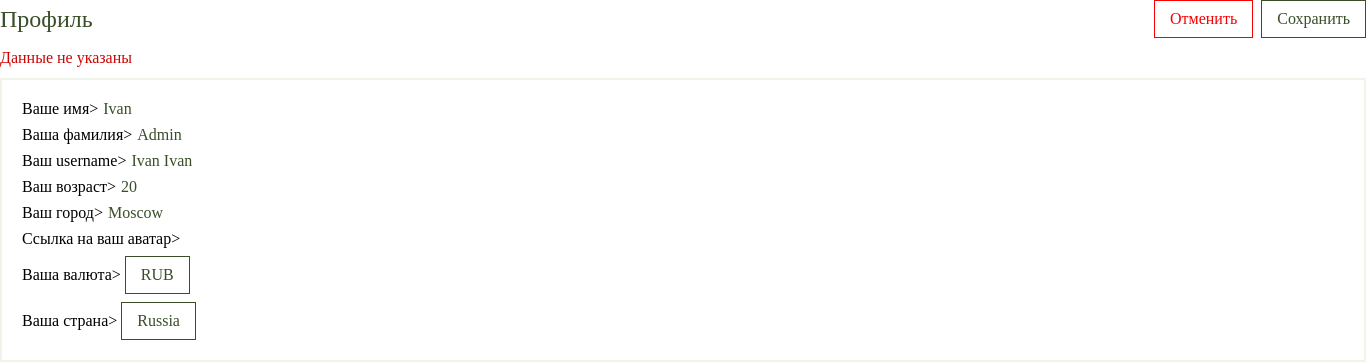 Профиль
Отменить
Сохранить
Данные не указаны
Ваше имя> Ivan
Ваша фамилия> Admin
Ваш username> Ivan Ivan
Ваш возраст> 20
Ваш город> Moscow
Ссылка на ваш аватар>
Ваша валюта> RUB
Ваша страна> Russia